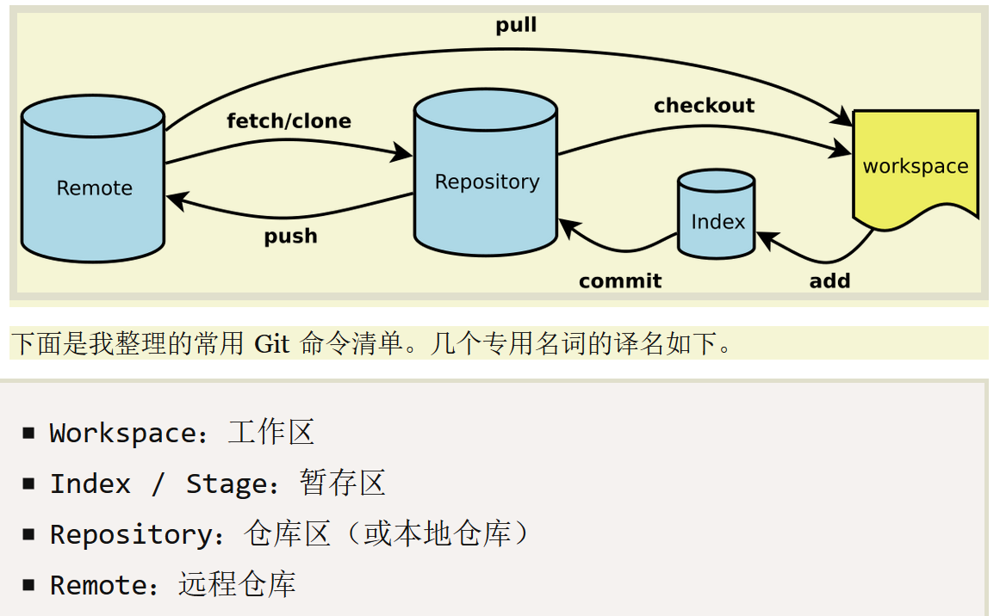 pull
fetch/clone
checkout
Remote
Repository
workspace
Index
push
commit
add
下面是我整理的常用 Git 命令清单。几个专用名词的译名如下。
■ Workspace：工作区
■ Index / Stage：暂存区
■ Repository：仓库区（或本地仓库）
■ Remote：远程仓库